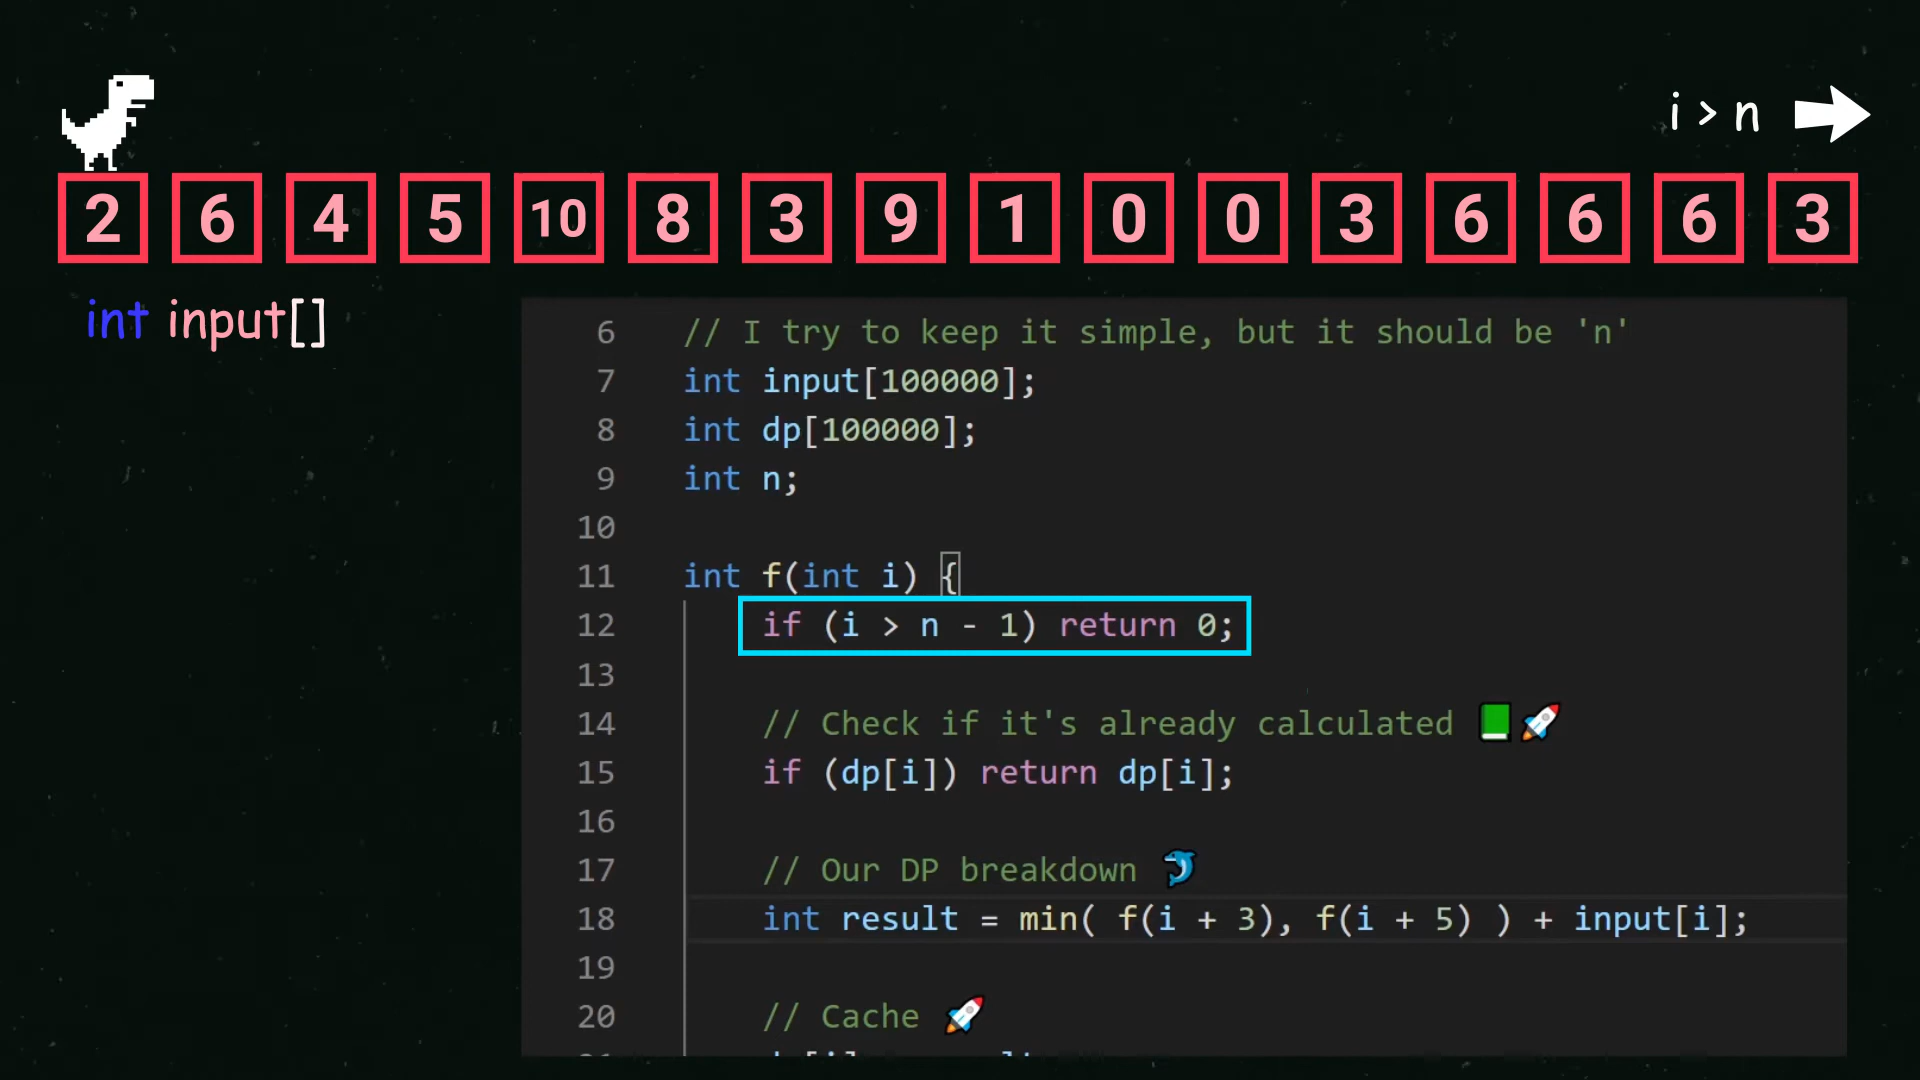 i > n
2 6 4 5 10 8 3 9 1 0 0 3 6 6 6 3
int input[]
6 // I try to keep it simple, but it should be 'n'
7 int input[100000];
8 int dp[100000];
9 int n;
10
11 int f(int i) {
12 if (i > n - 1) return 0;
13
14 // Check if it's already calculated 📗🚀
15 if (dp[i]) return dp[i];
16
17 // Our DP breakdown 🐬
18 int result = min( f(i + 3), f(i + 5) ) + input[i];
19
20 // Cache 🚀